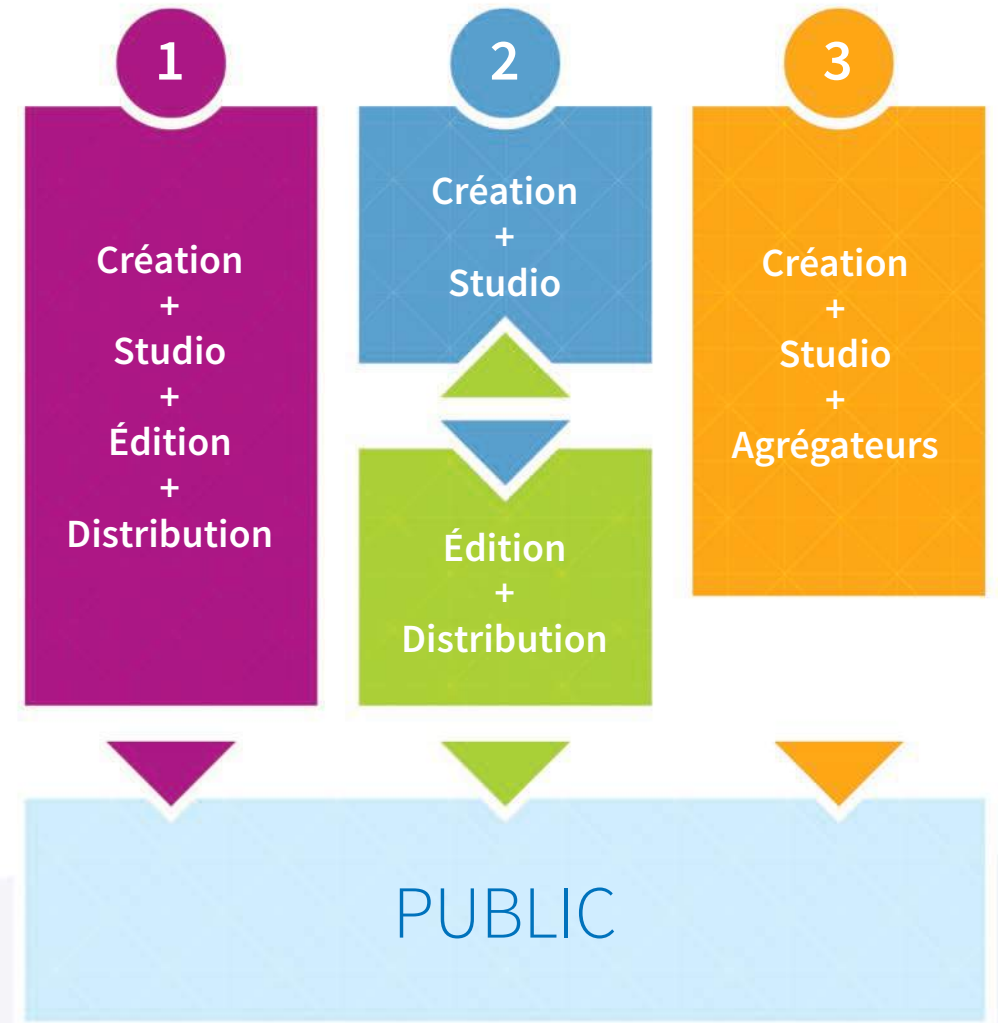 1
Création
+
Studio
+
Édition
+
Distribution
2
Création
+
Studio
Édition
+
Distribution
3
Création
+
Studio
+
Agrégateurs
PUBLIC